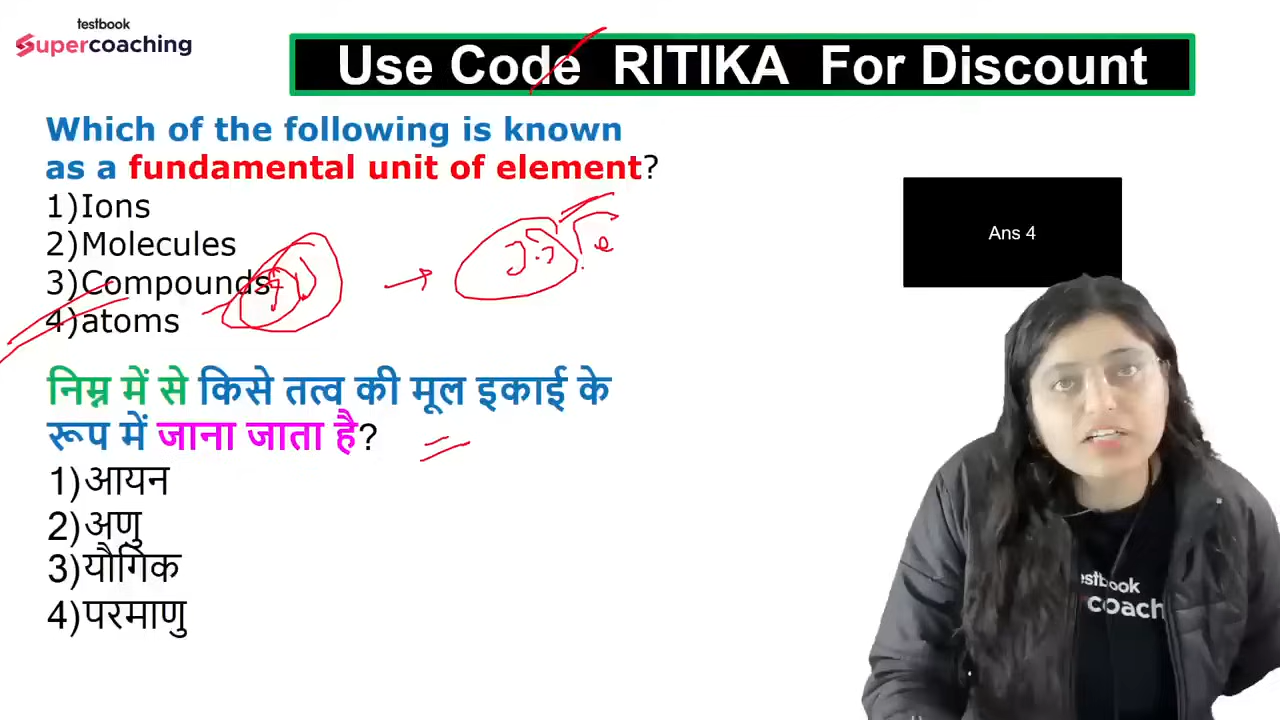 testbook
Supercoaching
Use Code RITIKA For Discount
Which of the following is known
as a fundamental unit of element?
1)Ions
2)Molecules
3)Compounds
4)atoms
Ans 4
निम्न में से किसे तत्व की मूल इकाई के
रूप में जाना जाता है?
1)आयन
2)अणु
3)यौगिक
4)परमाणु
testbook
coach